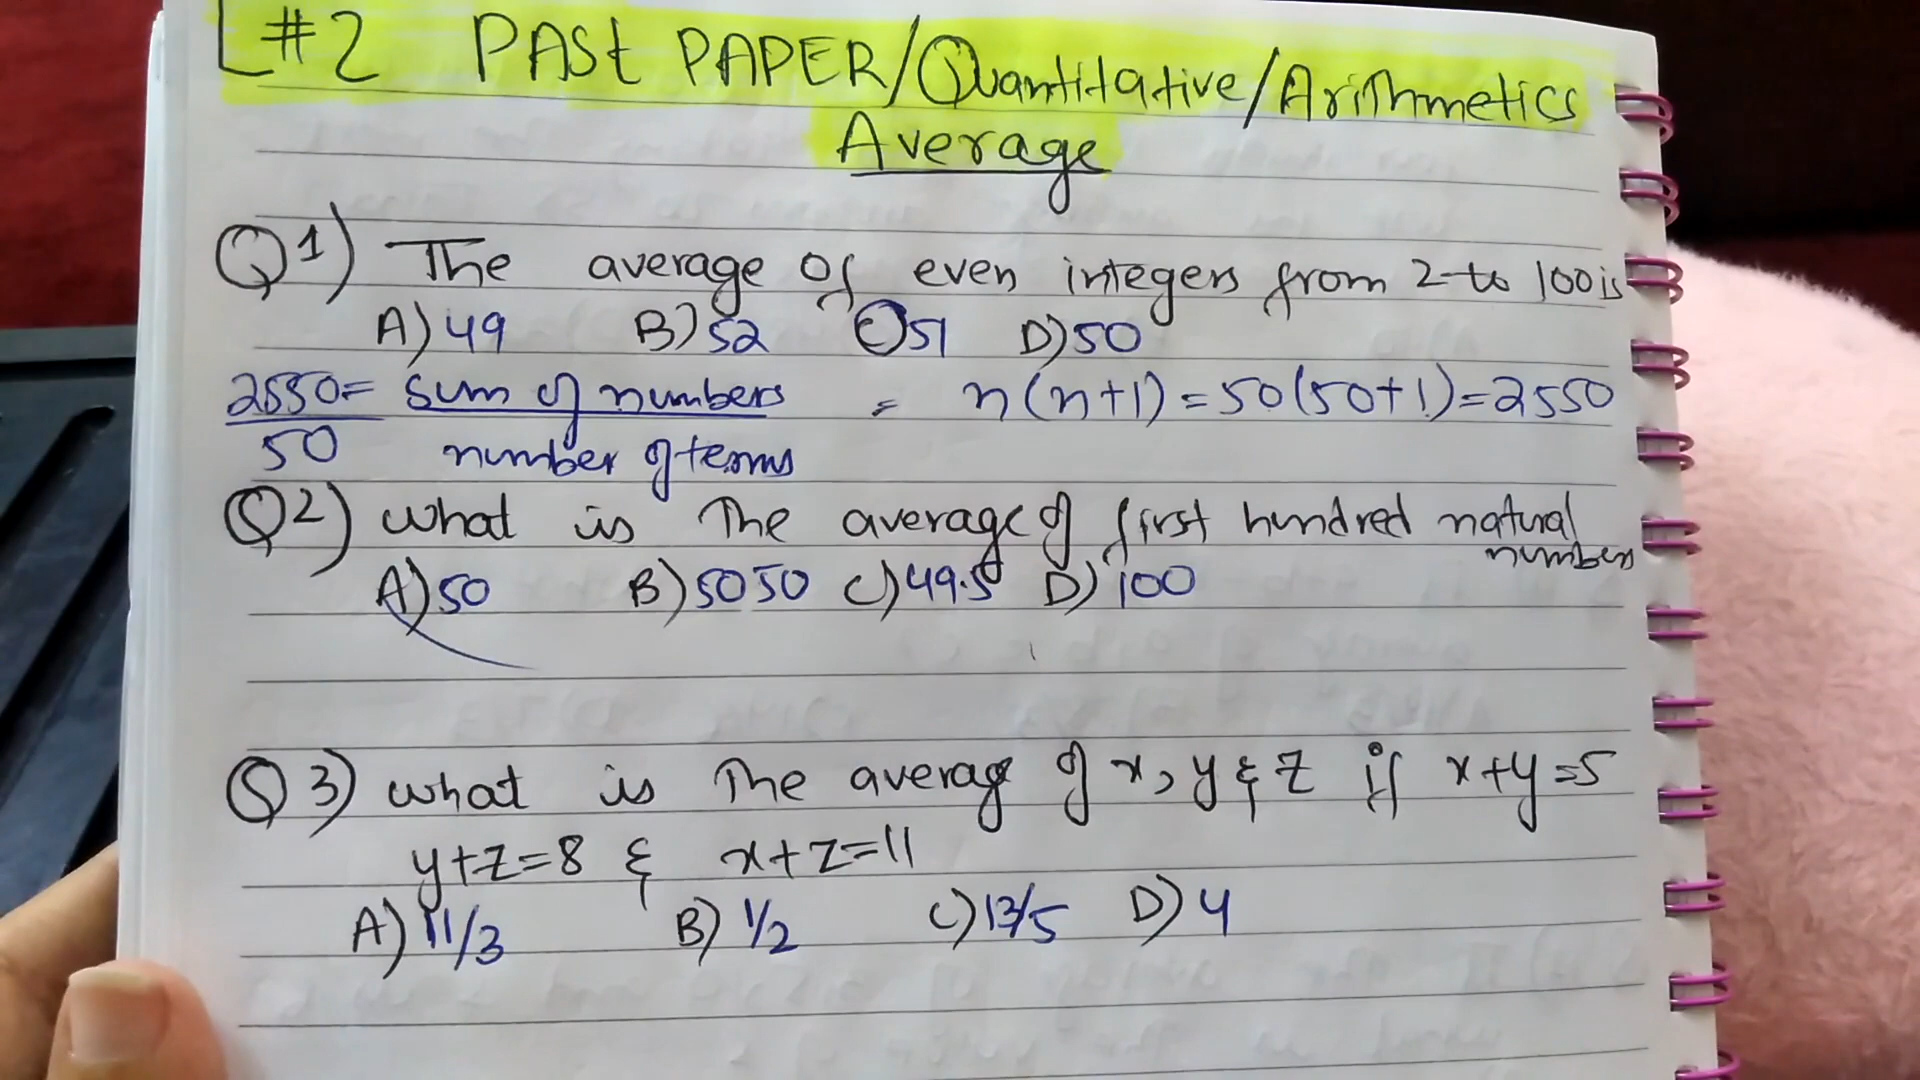 L#2 PASt PAPER/Quantitative/Arithmetics
Average
Q1) The average of even integers from 2 to 100 is
A) 49 B) 52 C) 51 D) 50
2550 = Sum of numbers = n(n+1) = 50(50+1) = 2550
50 number of terms
Q2) what is The average of first hundred natural
numbers
A) 50 B) 5050 C) 49.5 D) 100
Q3) what is The average of x, y & z if x+y=5
y+z=8 & x+z=11
A) 11/3 B) 1/2 C) 13/5 D) 4